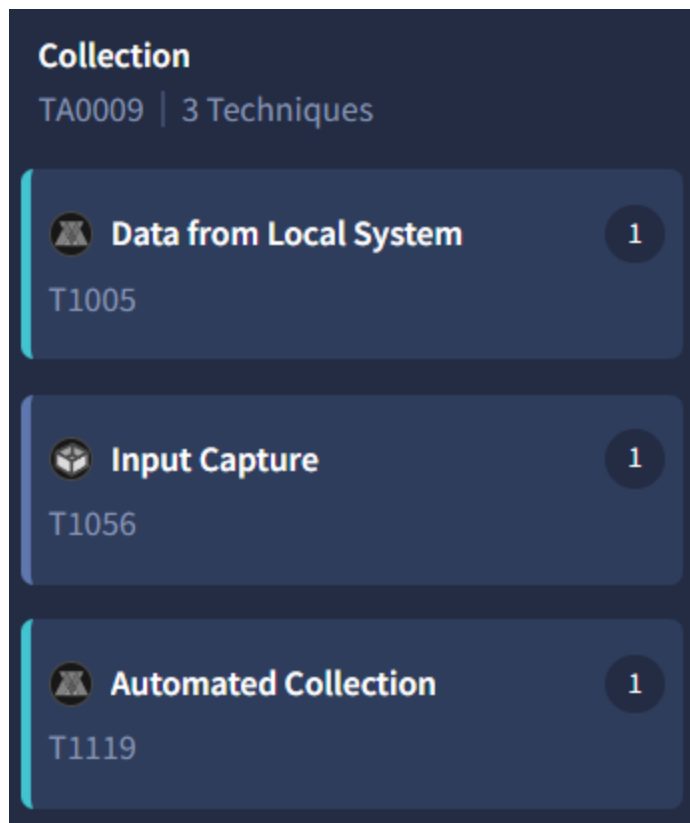 Collection
TA0009 | 3 Techniques
Data from Local System 1
T1005
Input Capture 1
T1056
Automated Collection 1
T1119